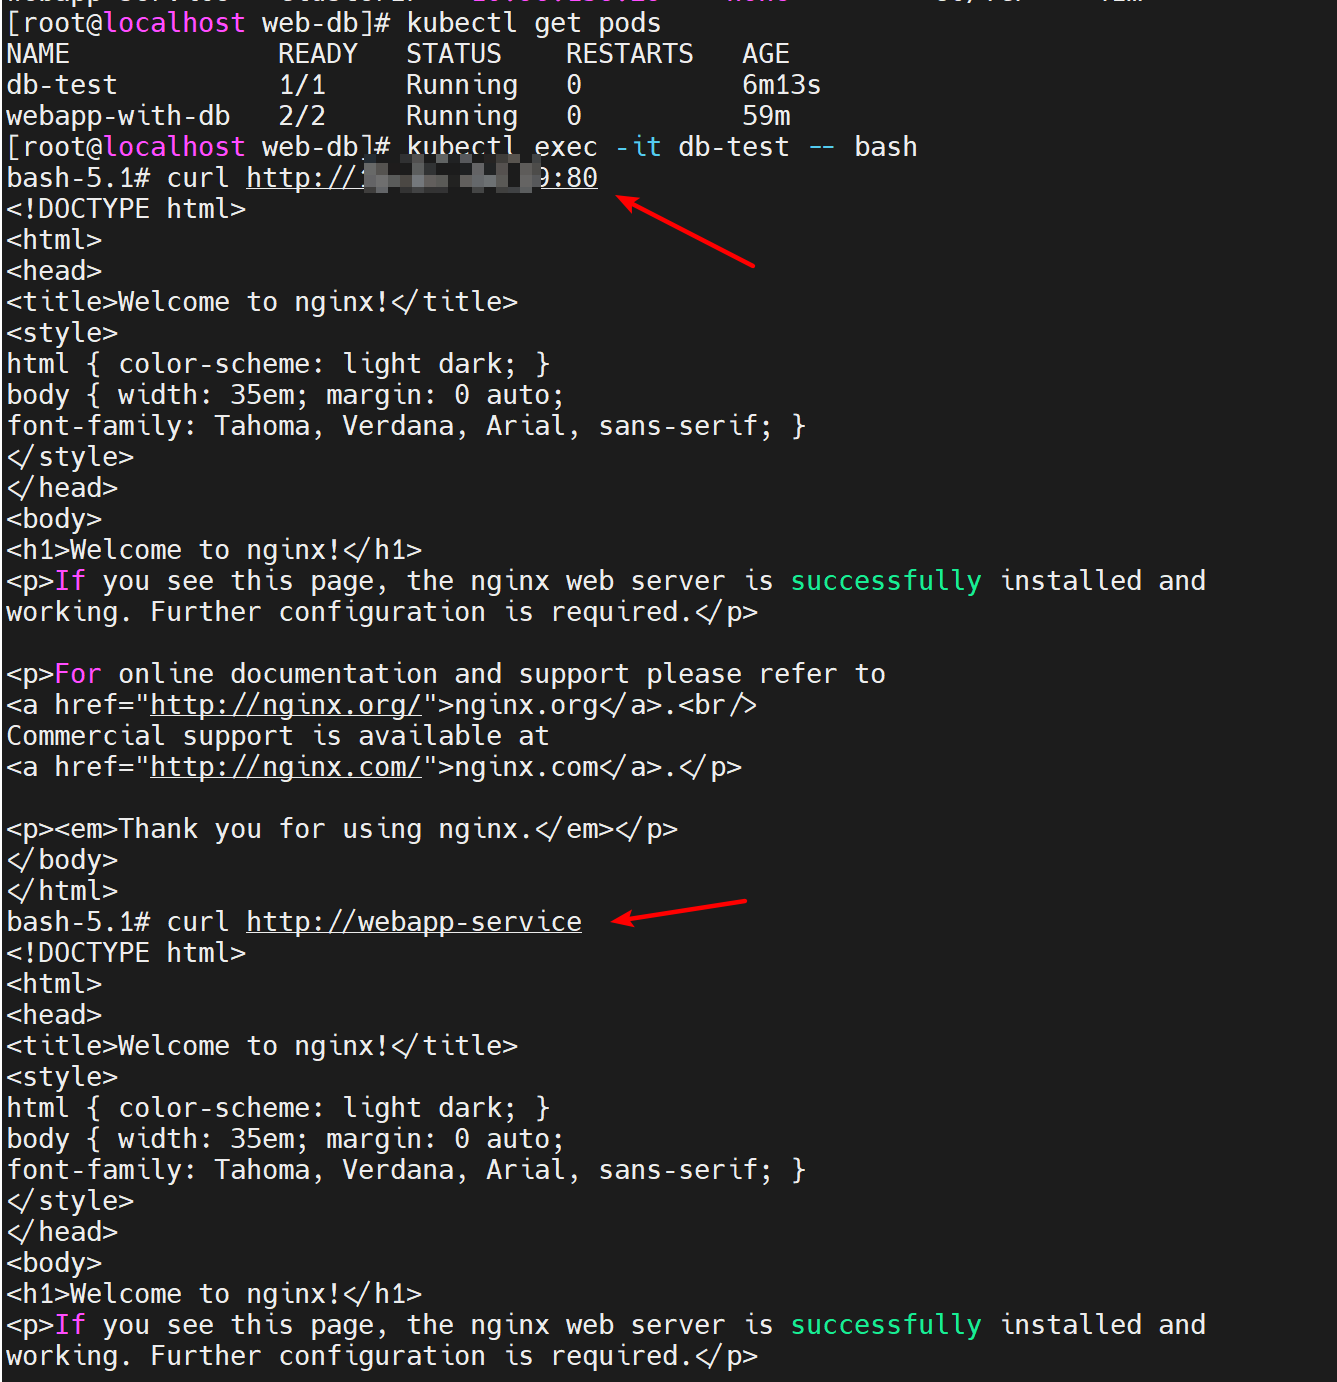 [root@localhost web-db]# kubectl get pods
NAME             READY   STATUS    RESTARTS   AGE
db-test          1/1     Running   0          6m13s
webapp-with-db   2/2     Running   0          59m
[root@localhost web-db]# kubectl exec -it db-test -- bash
bash-5.1# curl http://9:80
<!DOCTYPE html>
<html>
<head>
<title>Welcome to nginx!</title>
<style>
html { color-scheme: light dark; }
body { width: 35em; margin: 0 auto;
font-family: Tahoma, Verdana, Arial, sans-serif; }
</style>
</head>
<body>
<h1>Welcome to nginx!</h1>
<p>If you see this page, the nginx web server is successfully installed and
working. Further configuration is required.</p>

<p>For online documentation and support please refer to
<a href="http://nginx.org/">nginx.org</a>.<br/>
Commercial support is available at
<a href="http://nginx.com/">nginx.com</a>.</p>

<p><em>Thank you for using nginx.</em></p>
</body>
</html>
bash-5.1# curl http://webapp-service
<!DOCTYPE html>
<html>
<head>
<title>Welcome to nginx!</title>
<style>
html { color-scheme: light dark; }
body { width: 35em; margin: 0 auto;
font-family: Tahoma, Verdana, Arial, sans-serif; }
</style>
</head>
<body>
<h1>Welcome to nginx!</h1>
<p>If you see this page, the nginx web server is successfully installed and
working. Further configuration is required.</p>